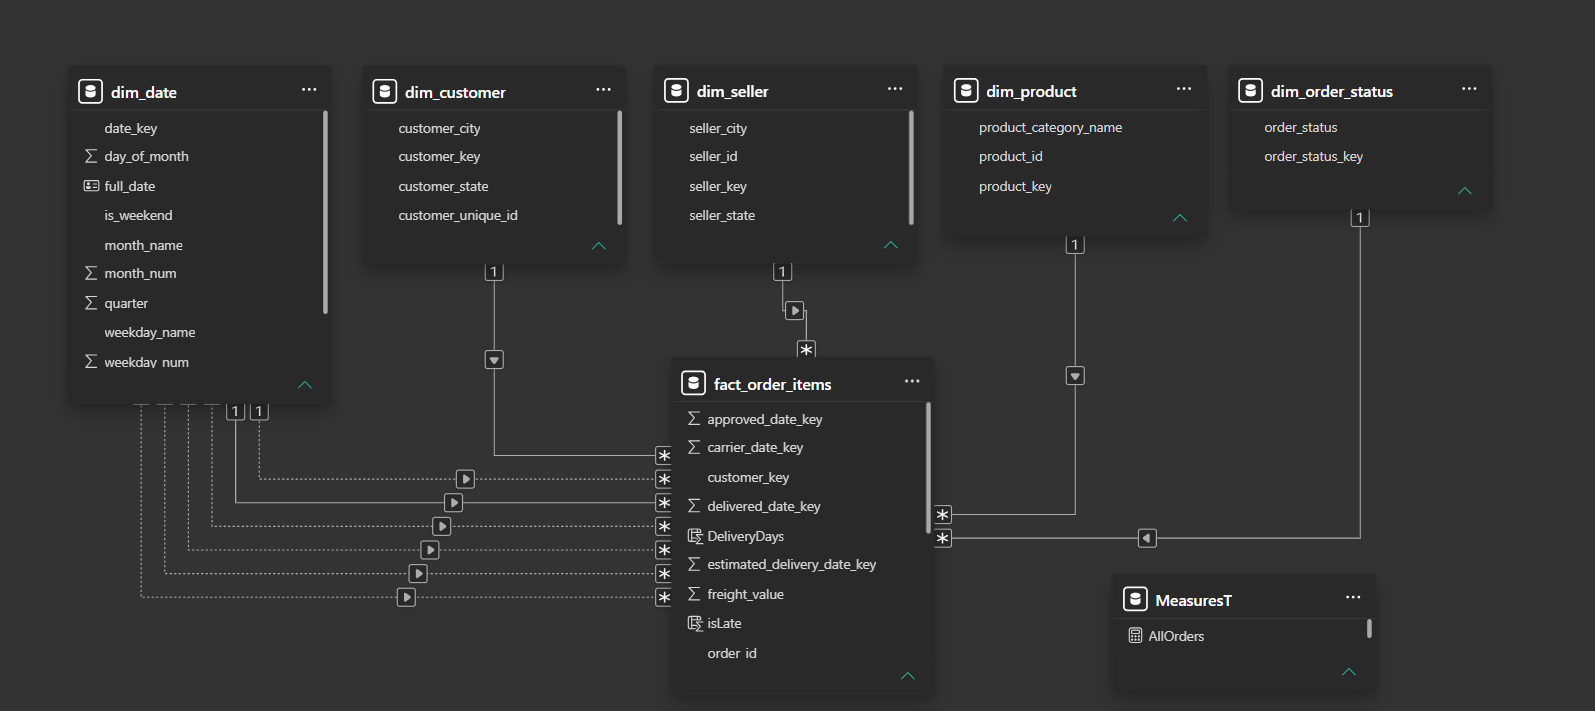 dim_date
date_key
day_of_month
full_date
is_weekend
month_name
month_num
quarter
weekday_name
weekday_num
dim_customer
customer_city
customer_key
customer_state
customer_unique_id
dim_seller
seller_city
seller_id
seller_key
seller_state
dim_product
product_category_name
product_id
product_key
dim_order_status
order_status
order_status_key
1
1
1
1
1
1
*
fact_order_items
approved_date_key
carrier_date_key
customer_key
delivered_date_key
DeliveryDays
estimated_delivery_date_key
freight_value
isLate
order_id
*
*
*
*
*
*
*
*
*
MeasuresT
AllOrders